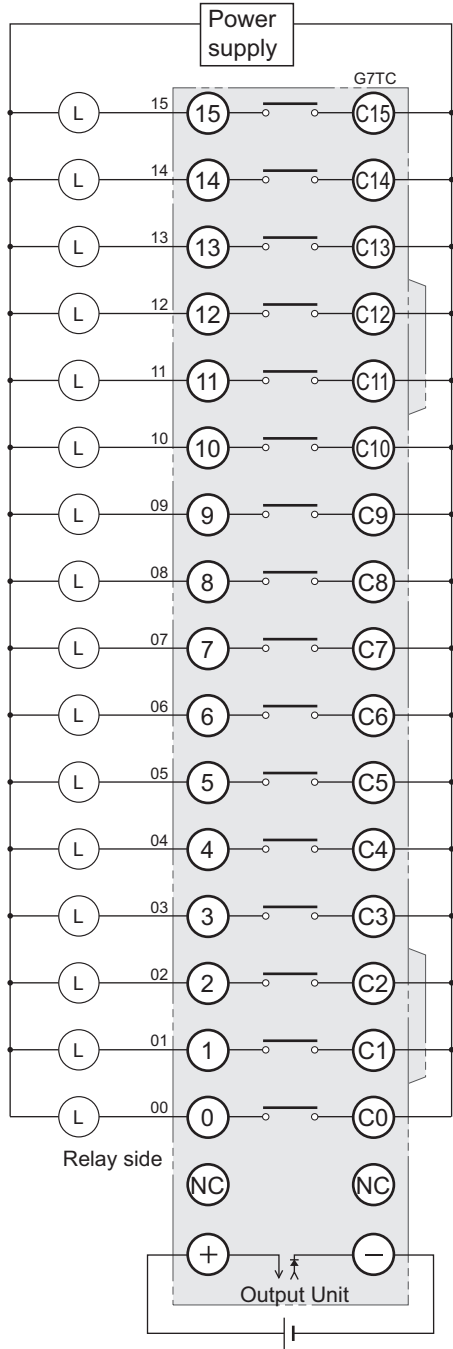 Power
supply
G7TC
L 15 15 C15
L 14 14 C14
L 13 13 C13
L 12 12 C12
L 11 11 C11
L 10 10 C10
L 09 9 C9
L 08 8 C8
L 07 7 C7
L 06 6 C6
L 05 5 C5
L 04 4 C4
L 03 3 C3
L 02 2 C2
L 01 1 C1
L 00 0 C0
Relay side
NC NC
+ −
Output Unit